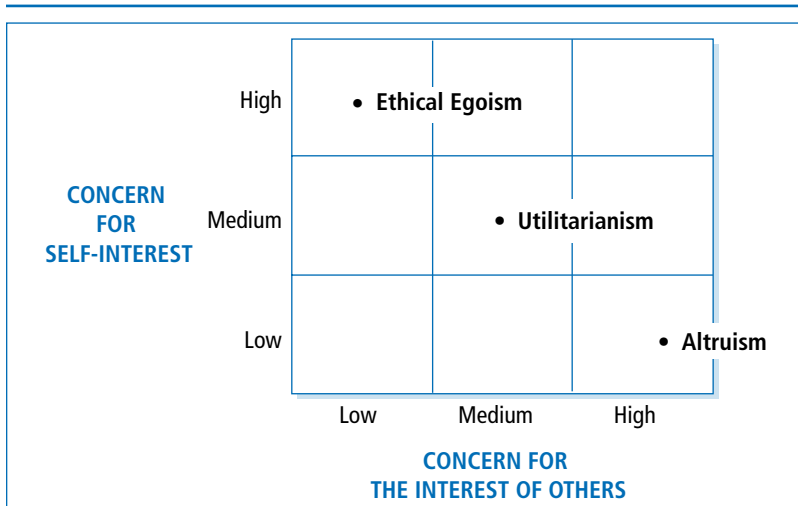 High
• Ethical Egoism
CONCERN
FOR
SELF-INTEREST
Medium
• Utilitarianism
Low
• Altruism
Low
Medium
High
CONCERN FOR
THE INTEREST OF OTHERS